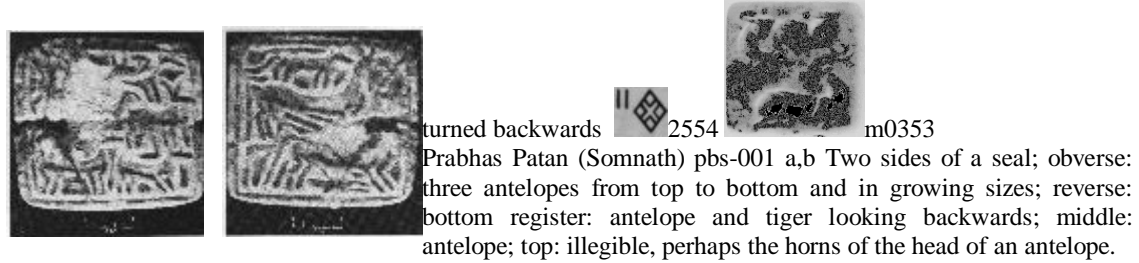 turned backwards 2554 m0353
Prabhas Patan (Somnath) pbs-001 a,b Two sides of a seal; obverse:
three antelopes from top to bottom and in growing sizes; reverse:
bottom register: antelope and tiger looking backwards; middle:
antelope; top: illegible, perhaps the horns of the head of an antelope.